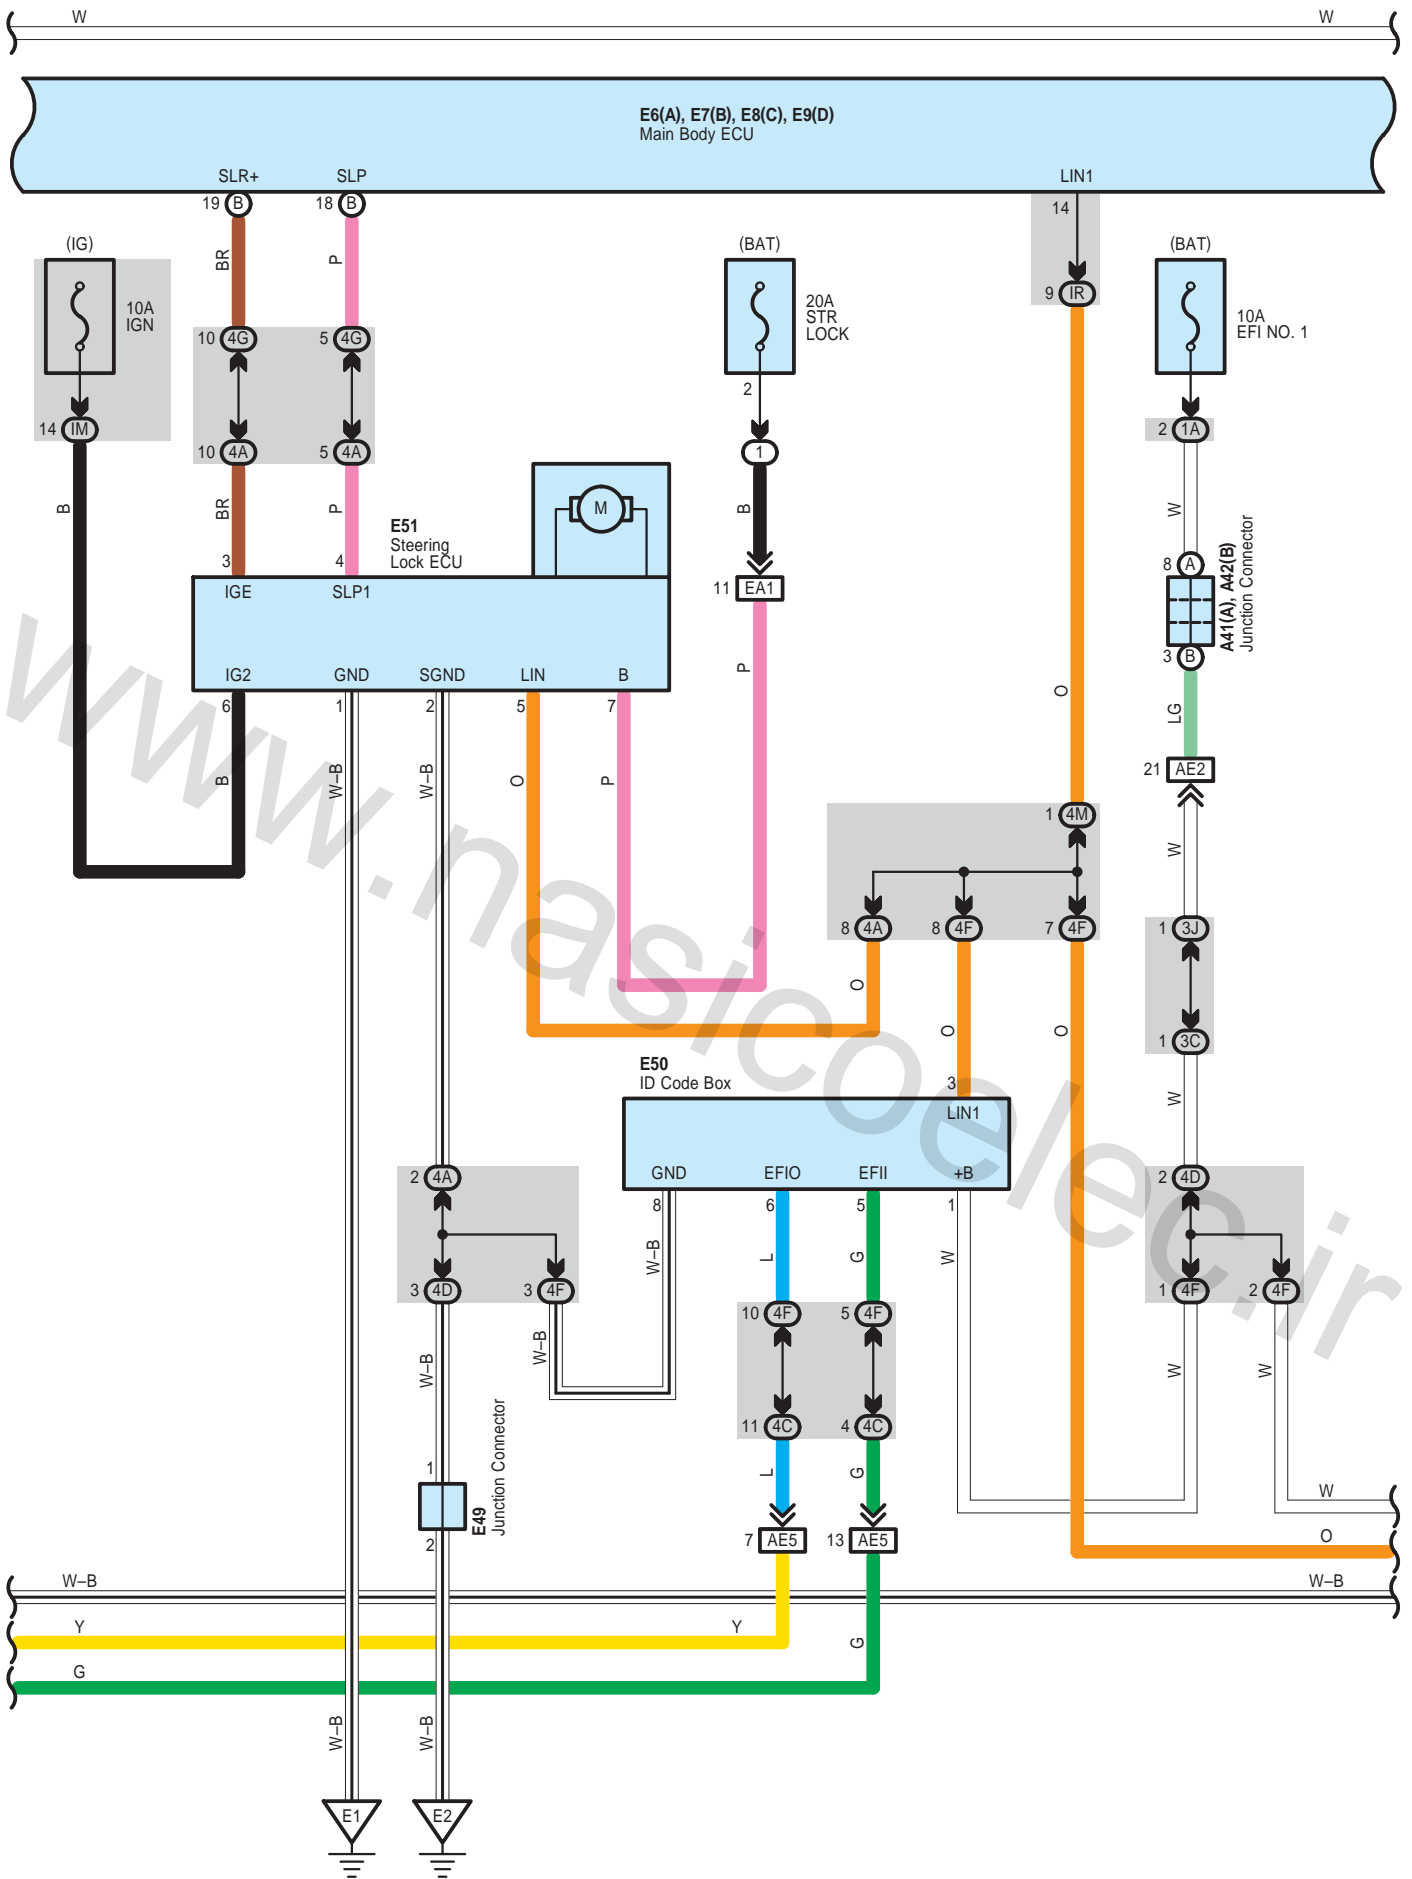 W W
E6(A), E7(B), E8(C), E9(D)
Main Body ECU
SLR+ SLP LIN1
19 B 18 B 14
(IG) (BAT) (BAT)
BR P
9 IR
10A
IGN
20A
STR
LOCK
10A
EFI NO. 1
10 4G 5 4G
2
14 IM
2 1A
10 4A 5 4A
1
B BR P B W
E51
Steering
Lock ECU
M
3 4
8 A
11 EA1
IGE SLP1
A41(A), A42(B)
Junction Connector
3 B
P
IG2 GND SGND LIN B
6 1 2 5 7
O LG
B W–B W–B O P
21 AE2
1 4M
W
8 4A 8 4F 7 4F
1 3J
O O O
1 3C
E50
ID Code Box
3
LIN1
W
2 4A
GND EFIO EFII +B
2 4D
8 6 5 1
W–B L G W
3 4D 3 4F
1 4F 2 4F
10 4F 5 4F
W–B W–B W W
11 4C 4 4C
1
E49
Junction Connector
2
L G
W
7 AE5 13 AE5
O
W–B W–B
Y Y
G G
W–B W–B
E1 E2
www.nasicoelec.ir